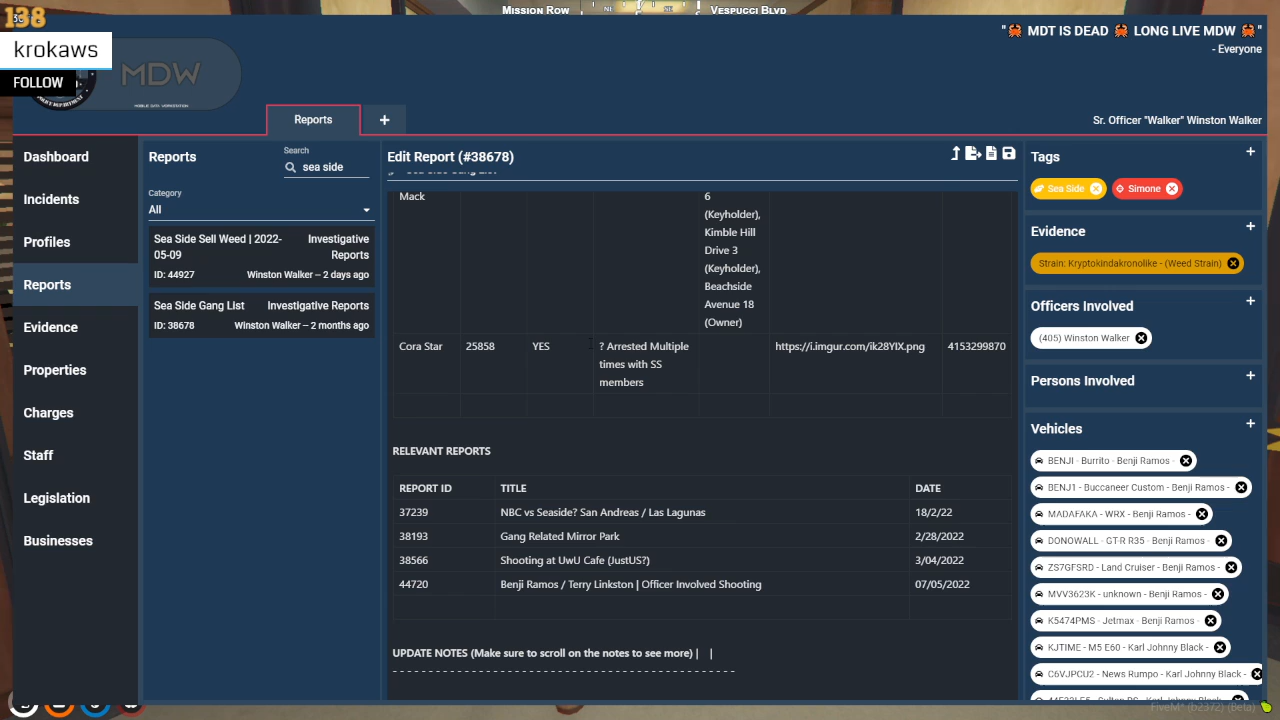 138
Mission Row
NE
Vespucci Blvd
krokaws
FOLLOW
MDW
MOBILE DATA WORKSTATION
" 🦀 MDT IS DEAD 🦀 LONG LIVE MDW 🦀 "
- Everyone
Reports
+
Sr. Officer "Walker" Winston Walker
Dashboard
Incidents
Profiles
Reports
Evidence
Properties
Charges
Staff
Legislation
Businesses
Reports
Search
sea side
Category
All
Sea Side Sell Weed | 2022-
05-09
Investigative
Reports
ID: 44927
Winston Walker – 2 days ago
Sea Side Gang List
Investigative Reports
ID: 38678
Winston Walker – 2 months ago
Edit Report (#38678)
Sea Side Gang List
Mack
6
(Keyholder),
Kimble Hill
Drive 3
(Keyholder),
Beachside
Avenue 18
(Owner)
Cora Star
25858
YES
? Arrested Multiple
times with SS
members
https://i.imgur.com/ik28YlX.png
4153299870
RELEVANT REPORTS
REPORT ID
TITLE
DATE
37239
NBC vs Seaside? San Andreas / Las Lagunas
18/2/22
38193
Gang Related Mirror Park
2/28/2022
38566
Shooting at UwU Cafe (JustUS?)
3/04/2022
44720
Benji Ramos / Terry Linkston | Officer Involved Shooting
07/05/2022
UPDATE NOTES (Make sure to scroll on the notes to see more) | |
Tags
+
Sea Side
Simone
Evidence
+
Strain: Kryptokindakronolike - (Weed Strain)
Officers Involved
+
(405) Winston Walker
Persons Involved
+
Vehicles
+
BENJI - Burrito - Benji Ramos -
BENJ1 - Buccaneer Custom - Benji Ramos -
MADAFAKA - WRX - Benji Ramos -
DONOWALL - GT-R R35 - Benji Ramos -
ZS7GFSRD - Land Cruiser - Benji Ramos -
MVV3623K - unknown - Benji Ramos -
K5474PMS - Jetmax - Benji Ramos -
KJTIME - M5 E60 - Karl Johnny Black -
C6VJPCU2 - News Rumpo - Karl Johnny Black -
FiveM* (b2372) (Beta)